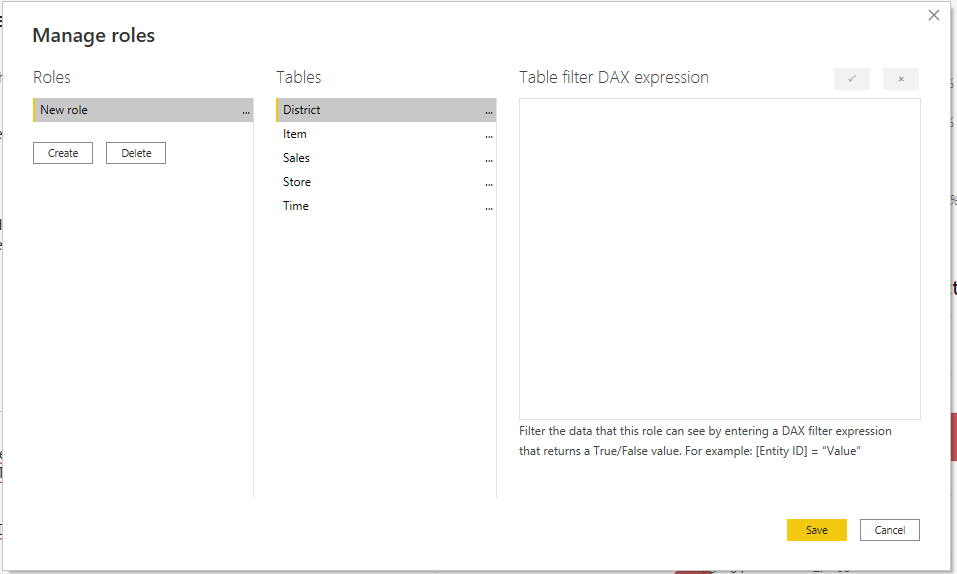 Manage roles
Roles
Tables
Table filter DAX expression
New role
...
District
...
Item
...
Sales
...
Store
...
Time
...
Create
Delete
Filter the data that this role can see by entering a DAX filter expression
that returns a True/False value. For example: [Entity ID] = “Value”
Save
Cancel